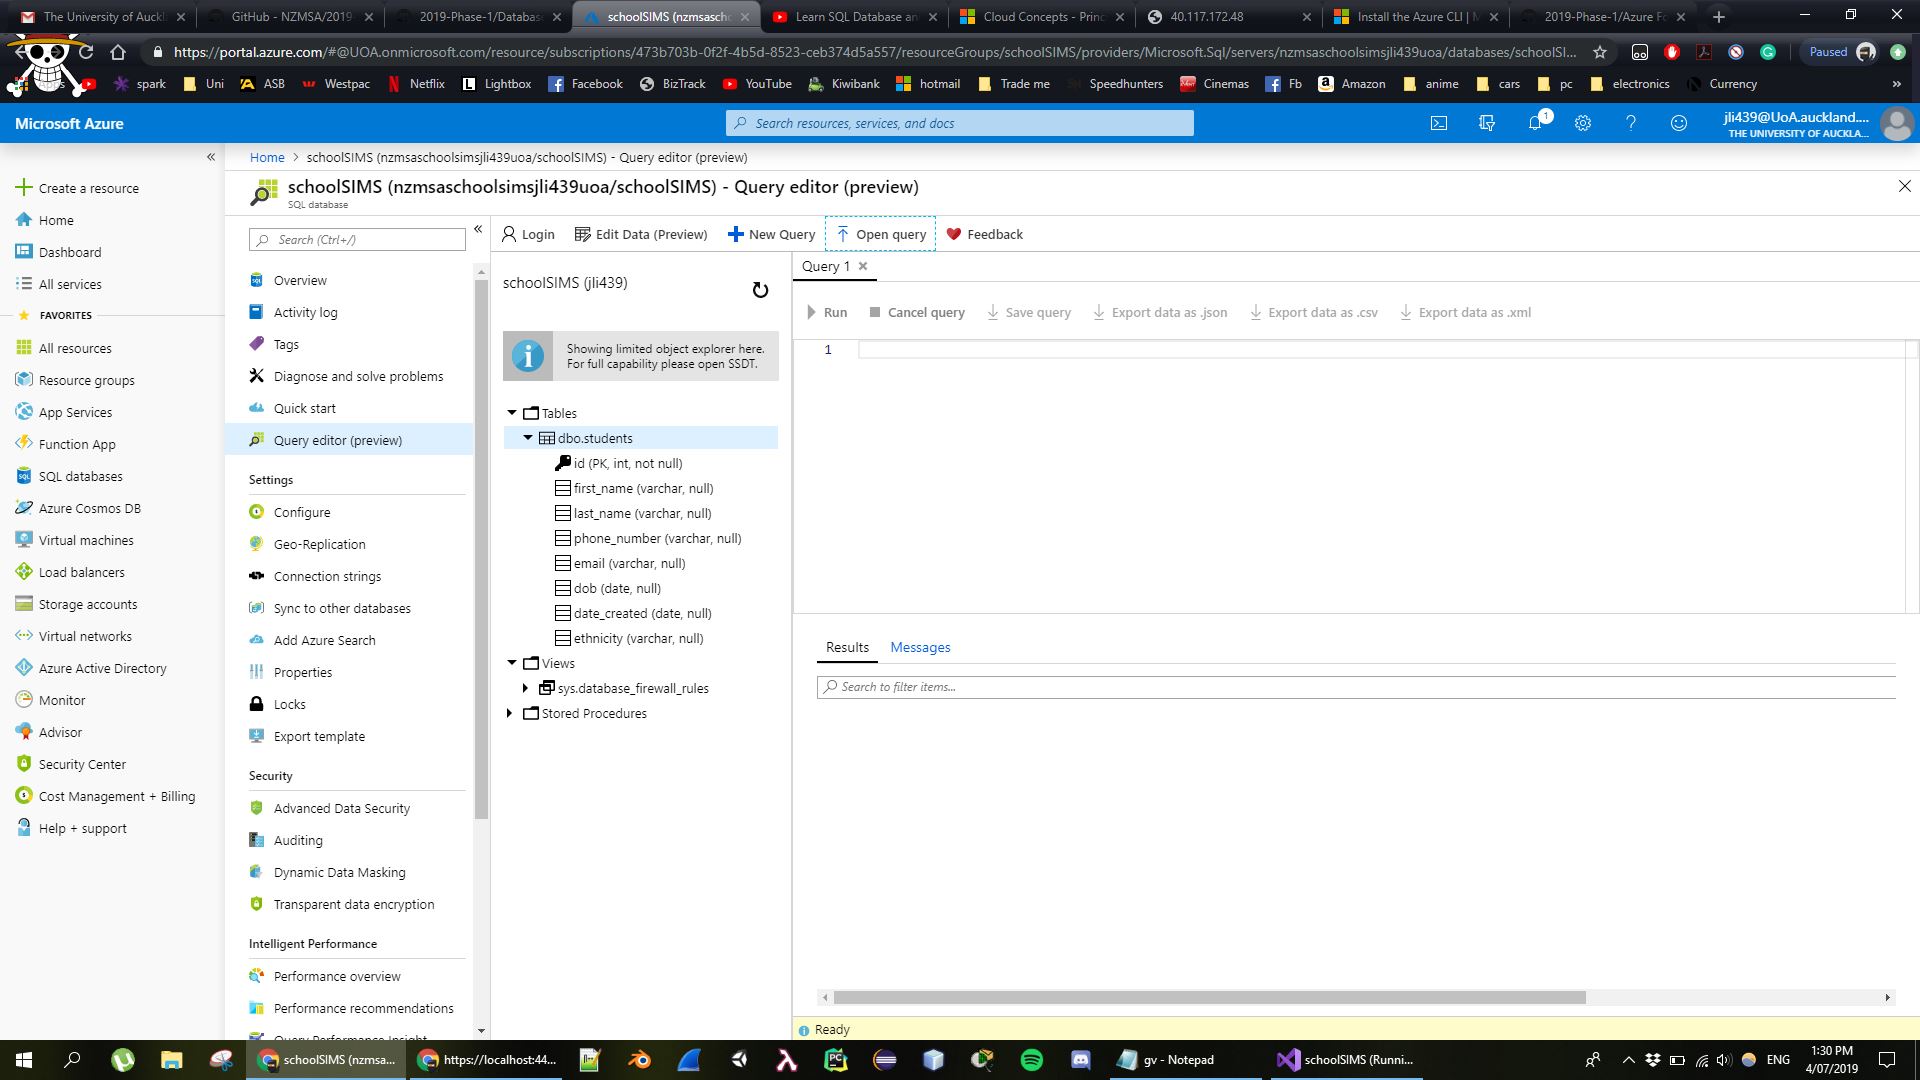 The University of Auckl
GitHub - NZMSA/2019-
2019-Phase-1/Database
schoolSIMS (nzmsascho
Learn SQL Database an
Cloud Concepts - Princ
40.117.172.48
Install the Azure CLI | M
2019-Phase-1/Azure Fo
https://portal.azure.com/#@UOA.onmicrosoft.com/resource/subscriptions/473b703b-0f2f-4b5d-8523-ceb374d5a557/resourceGroups/schoolSIMS/providers/Microsoft.Sql/servers/nzmsaschoolsimsjli439uoa/databases/schoolSI...
Paused
Apps
spark
Uni
ASB
Westpac
Netflix
Lightbox
Facebook
BizTrack
YouTube
Kiwibank
hotmail
Trade me
Speedhunters
Cinemas
Fb
Amazon
anime
cars
pc
electronics
Currency
»
Microsoft Azure
Search resources, services, and docs
1
jli439@UoA.auckland....
THE UNIVERSITY OF AUCKLA...
Create a resource
Home
Dashboard
All services
FAVORITES
All resources
Resource groups
App Services
Function App
SQL databases
Azure Cosmos DB
Virtual machines
Load balancers
Storage accounts
Virtual networks
Azure Active Directory
Monitor
Advisor
Security Center
Cost Management + Billing
Help + support
Home > schoolSIMS (nzmsaschoolsimsjli439uoa/schoolSIMS) - Query editor (preview)
schoolSIMS (nzmsaschoolsimsjli439uoa/schoolSIMS) - Query editor (preview)
SQL database
Search (Ctrl+/)
Overview
Activity log
Tags
Diagnose and solve problems
Quick start
Query editor (preview)
Settings
Configure
Geo-Replication
Connection strings
Sync to other databases
Add Azure Search
Properties
Locks
Export template
Security
Advanced Data Security
Auditing
Dynamic Data Masking
Transparent data encryption
Intelligent Performance
Performance overview
Performance recommendations
Query Performance Insight
Login
Edit Data (Preview)
New Query
Open query
Feedback
schoolSIMS (jli439)
Showing limited object explorer here.
For full capability please open SSDT.
Tables
dbo.students
id (PK, int, not null)
first_name (varchar, null)
last_name (varchar, null)
phone_number (varchar, null)
email (varchar, null)
dob (date, null)
date_created (date, null)
ethnicity (varchar, null)
Views
sys.database_firewall_rules
Stored Procedures
Query 1
Run
Cancel query
Save query
Export data as .json
Export data as .csv
Export data as .xml
1
Results
Messages
Search to filter items...
Ready
schoolSIMS (nzmsa...
https://localhost:44...
gv - Notepad
schoolSIMS (Runni...
ENG
1:30 PM
4/07/2019